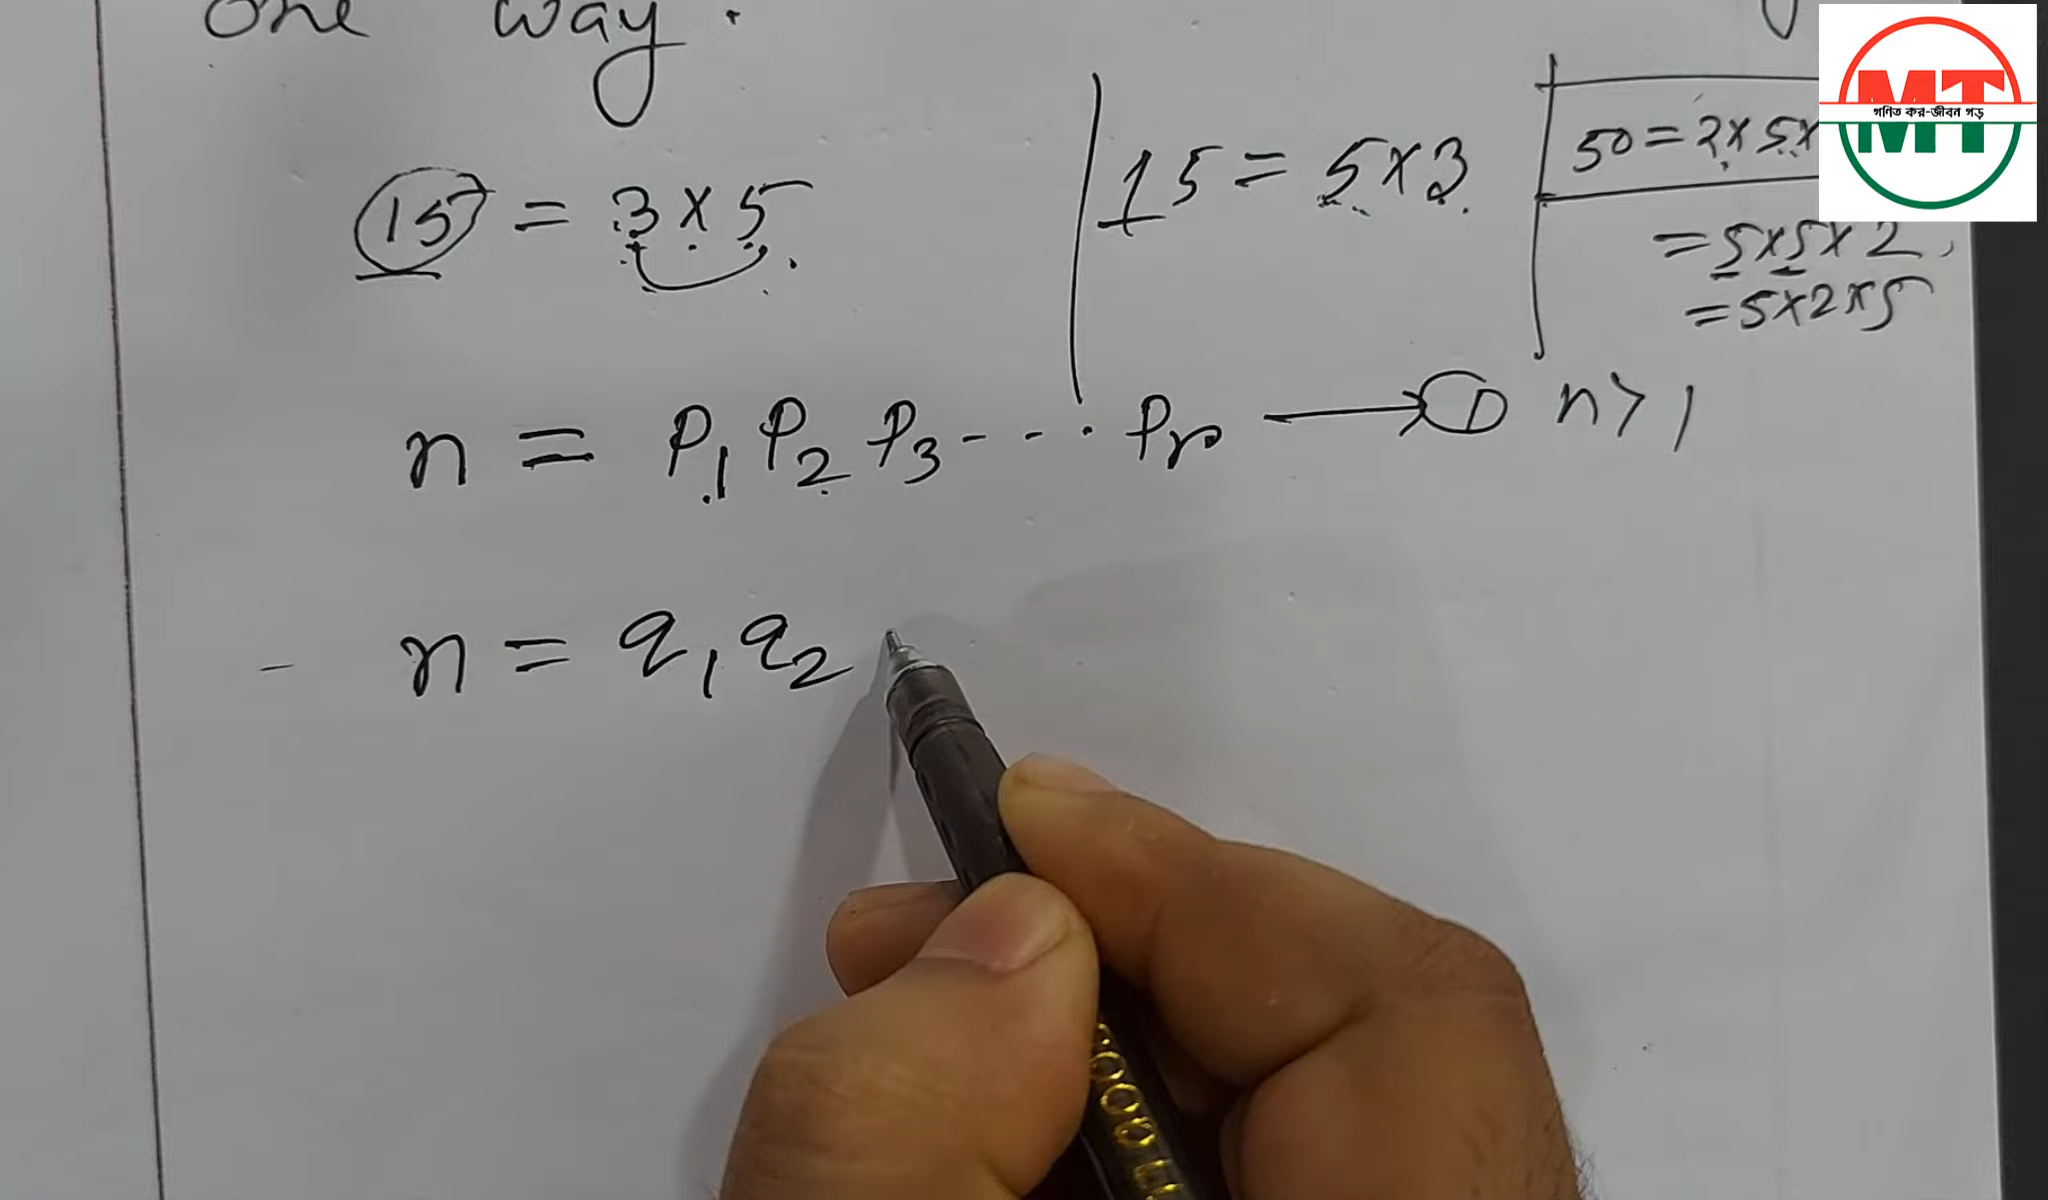 one way.
15 = 3×5
15 = 5×3
50 = 2×5×
= 5×5×2
= 5×2×5
n = P₁ P₂ P₃ - - - . Pr → ① n > 1
- n = q₁ q₂
MT
গণিত কর-জীবন গড়